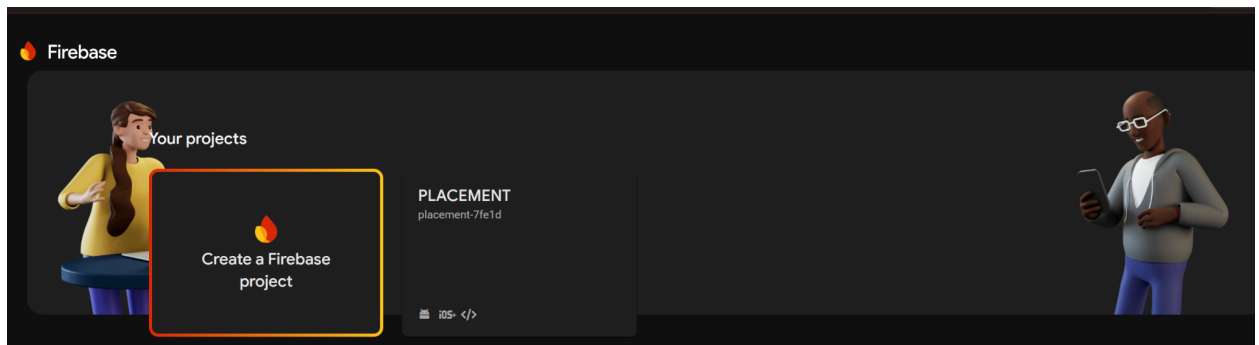 Firebase
Your projects
Create a Firebase
project
PLACEMENT
placement-7fe1d
iOS+ </>